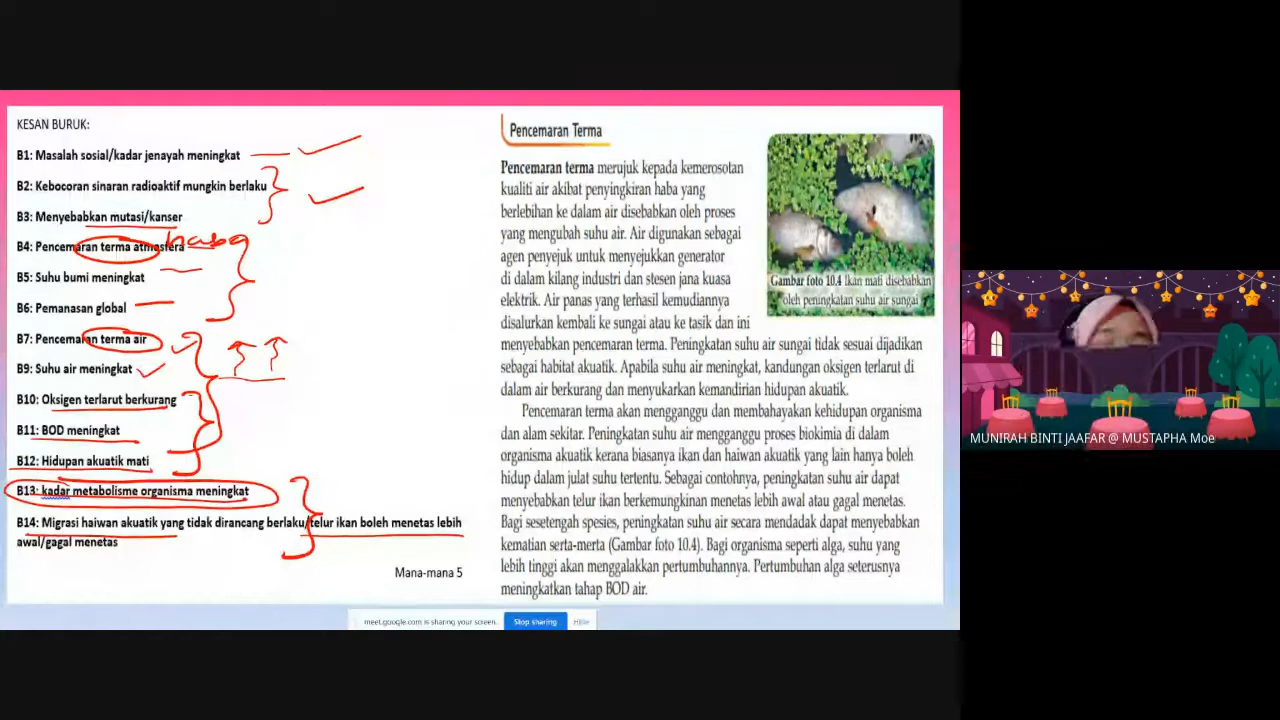 KESAN BURUK:
B1: Masalah sosial/kadar jenayah meningkat
B2: Kebocoran sinaran radioaktif mungkin berlaku
B3: Menyebabkan mutasi/kanser
B4: Pencemaran terma atmosfera
haba
B5: Suhu bumi meningkat
B6: Pemanasan global
B7: Pencemaran terma air
B9: Suhu air meningkat
B10: Oksigen terlarut berkurang
B11: BOD meningkat
B12: Hidupan akuatik mati
B13: kadar metabolisme organisma meningkat
B14: Migrasi haiwan akuatik yang tidak dirancang berlaku/telur ikan boleh menetas lebih
awal/gagal menetas
Mana-mana 5
Pencemaran Terma
Pencemaran terma merujuk kepada kemerosotan
kualiti air akibat penyingkiran haba yang
berlebihan ke dalam air disebabkan oleh proses
yang mengubah suhu air. Air digunakan sebagai
agen penyejuk untuk menyejukkan generator
di dalam kilang industri dan stesen jana kuasa
elektrik. Air panas yang terhasil kemudiannya
disalurkan kembali ke sungai atau ke tasik dan ini
menyebabkan pencemaran terma. Peningkatan suhu air sungai tidak sesuai dijadikan
sebagai habitat akuatik. Apabila suhu air meningkat, kandungan oksigen terlarut di
dalam air berkurang dan menyukarkan kemandirian hidupan akuatik.
Pencemaran terma akan mengganggu dan membahayakan kehidupan organisma
dan alam sekitar. Peningkatan suhu air mengganggu proses biokimia di dalam
organisma akuatik kerana biasanya ikan dan haiwan akuatik yang lain hanya boleh
hidup dalam julat suhu tertentu. Sebagai contohnya, peningkatan suhu air dapat
menyebabkan telur ikan berkemungkinan menetas lebih awal atau gagal menetas.
Bagi sesetengah spesies, peningkatan suhu air secara mendadak dapat menyebabkan
kematian serta-merta (Gambar foto 10.4). Bagi organisma seperti alga, suhu yang
lebih tinggi akan menggalakkan pertumbuhannya. Pertumbuhan alga seterusnya
meningkatkan tahap BOD air.
Gambar foto 10.4 Ikan mati disebabkan
oleh peningkatan suhu air sungai
meet.google.com is sharing your screen.
Stop sharing
Hide
MUNIRAH BINTI JAAFAR @ MUSTAPHA Moe